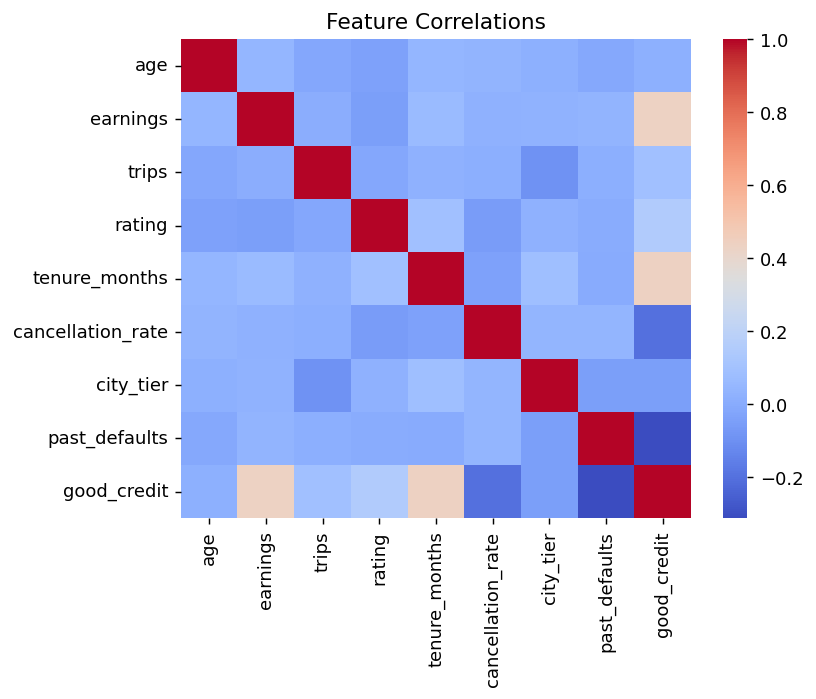 Feature Correlations
age
earnings
trips
rating
tenure_months
cancellation_rate
city_tier
past_defaults
good_credit
age
earnings
trips
rating
tenure_months
cancellation_rate
city_tier
past_defaults
good_credit
1.0
0.8
0.6
0.4
0.2
0.0
−0.2